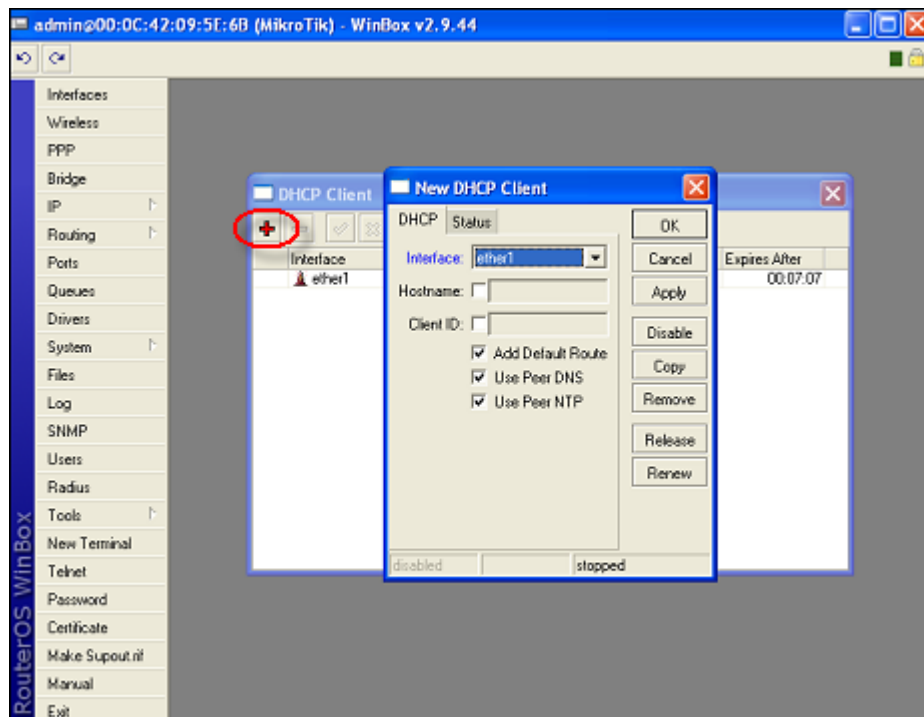 admin@00:0C:42:09:5E:6B (MikroTik) - WinBox v2.9.44
Interfaces
Wireless
PPP
Bridge
IP
Routing
Ports
Queues
Drivers
System
Files
Log
SNMP
Users
Radius
Tools
New Terminal
Telnet
Password
Certificate
Make Supout.rif
Manual
Exit
RouterOS WinBox
DHCP Client
Interface
Expires After
ether1
00:07:07
New DHCP Client
DHCP
Status
Interface: ether1
Hostname:
Client ID:
Add Default Route
Use Peer DNS
Use Peer NTP
OK
Cancel
Apply
Disable
Copy
Remove
Release
Renew
disabled
stopped